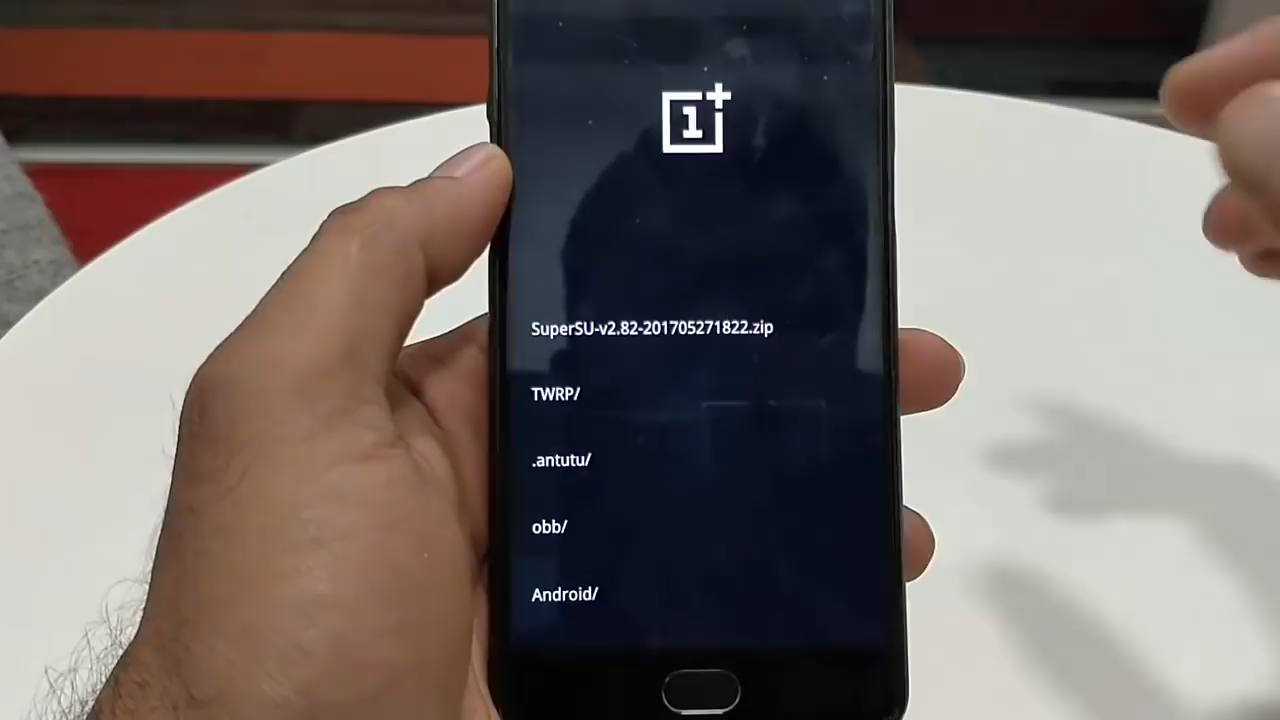 1+
SuperSU-v2.82-201705271822.zip
TWRP/
.antutu/
obb/
Android/